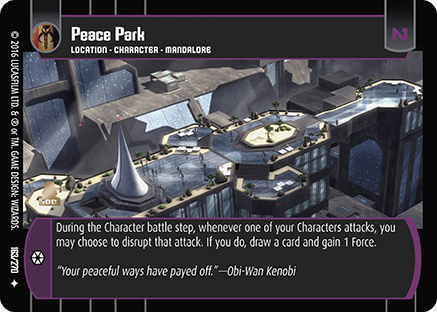 Peace Park
LOCATION - CHARACTER - MANDALORE
N
© 2016 LUCASFILM LTD. & ® or TM. GAME DESIGN: WIZARDS.
163/270
During the Character battle step, whenever one of your Characters attacks, you
may choose to disrupt that attack. If you do, draw a card and gain 1 Force.
"Your peaceful ways have payed off."—Obi-Wan Kenobi